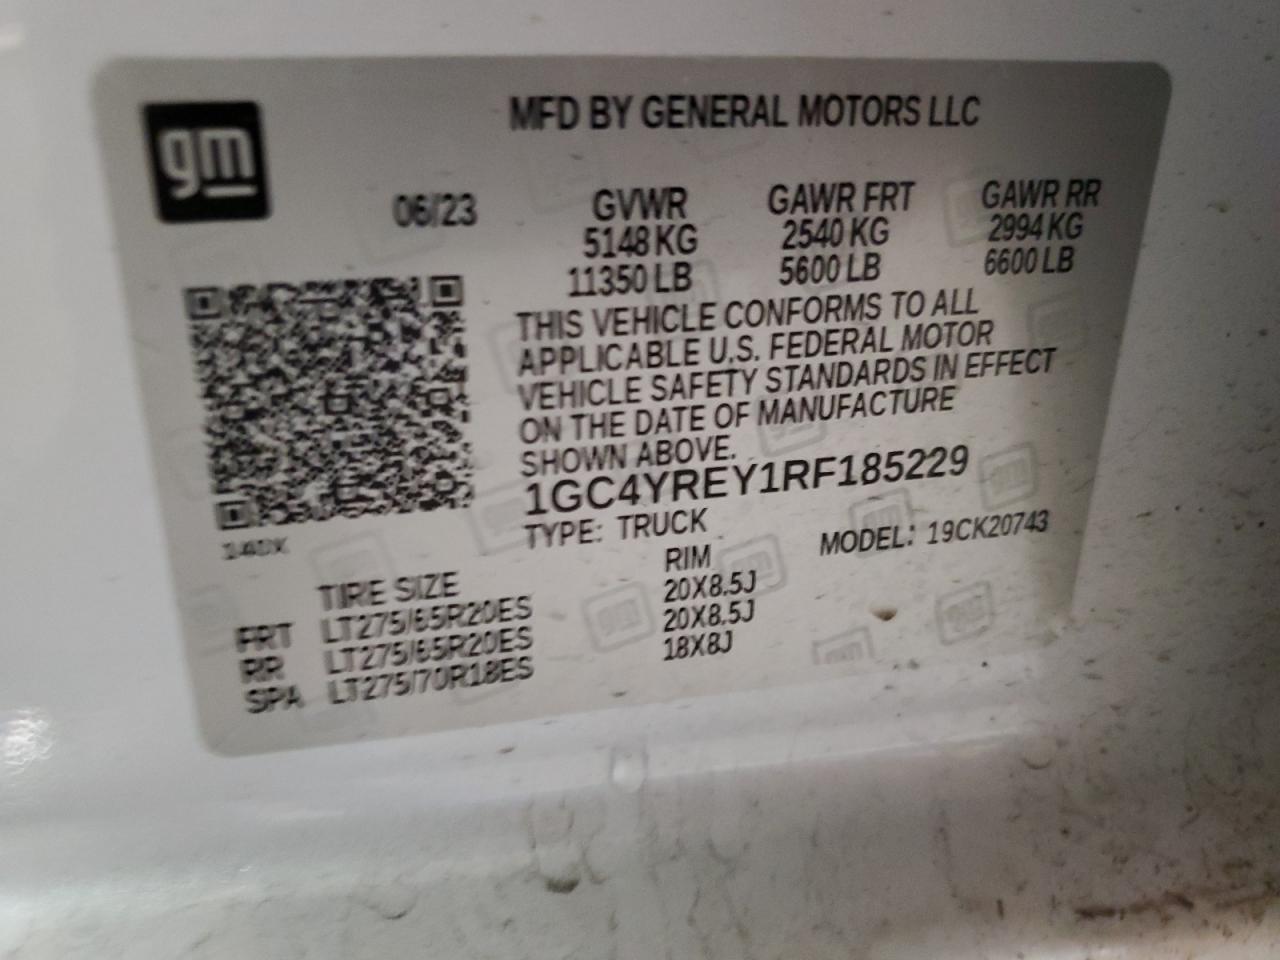 gm
MFD BY GENERAL MOTORS LLC
06/23 GVWR GAWR FRT GAWR RR
5148 KG 2540 KG 2994 KG
11350 LB 5600 LB 6600 LB
THIS VEHICLE CONFORMS TO ALL
APPLICABLE U.S. FEDERAL MOTOR
VEHICLE SAFETY STANDARDS IN EFFECT
ON THE DATE OF MANUFACTURE
SHOWN ABOVE.
1GC4YREY1RF185229
TYPE: TRUCK MODEL: 19CK20743
TIRE SIZE RIM
FRT LT275/65R20ES 20X8.5J
RR LT275/65R20ES 20X8.5J
SPA LT275/70R18ES 18X8J